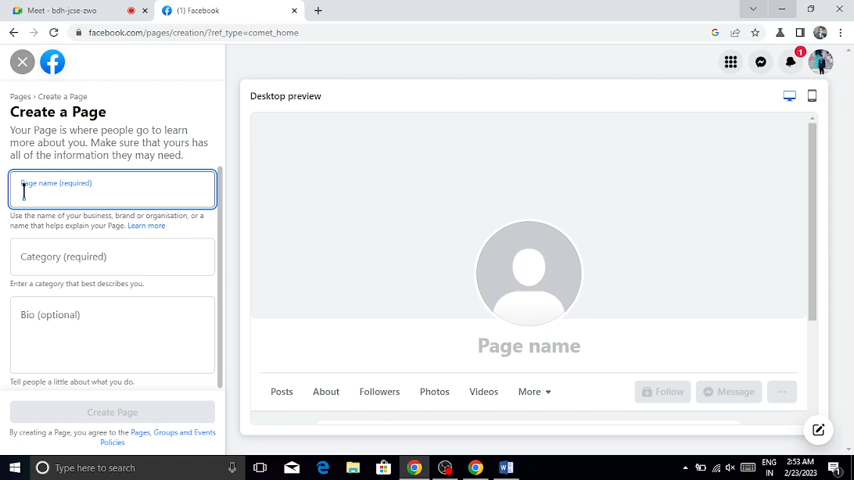 Meet - bdh-jcse-zwo
(1) Facebook
facebook.com/pages/creation/?ref_type=comet_home
1
Pages › Create a Page
Create a Page
Your Page is where people go to learn
more about you. Make sure that yours has
all of the information they may need.
Page name (required)
Use the name of your business, brand or organisation, or a
name that helps explain your Page. Learn more
Category (required)
Enter a category that best describes you.
Bio (optional)
Tell people a little about what you do.
Create Page
By creating a Page, you agree to the Pages, Groups and Events
Policies
Desktop preview
Page name
Posts About Followers Photos Videos More
Follow Message
Type here to search
ENG
IN
2:53 AM
2/23/2023
1